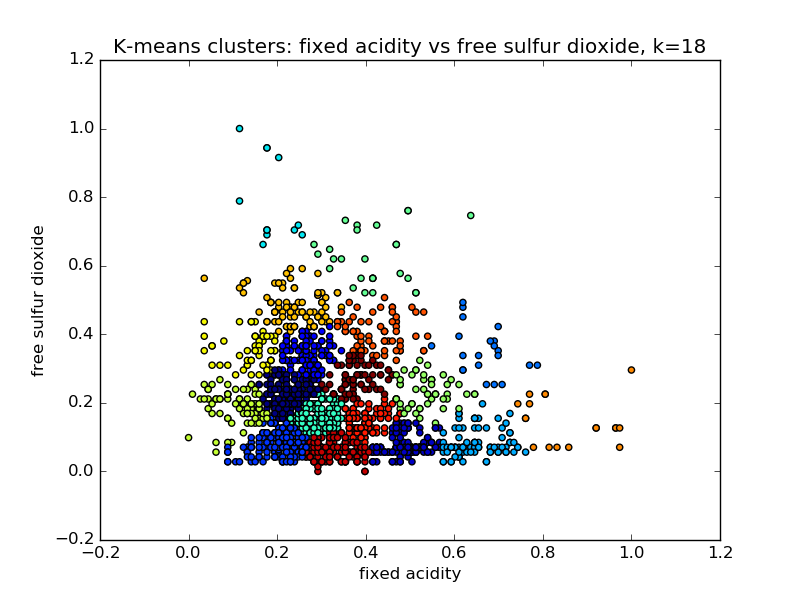 K-means clusters: fixed acidity vs free sulfur dioxide, k=18
1.2
1.0
0.8
0.6
0.4
0.2
0.0
−0.2
free sulfur dioxide
−0.2 0.0 0.2 0.4 0.6 0.8 1.0 1.2
fixed acidity